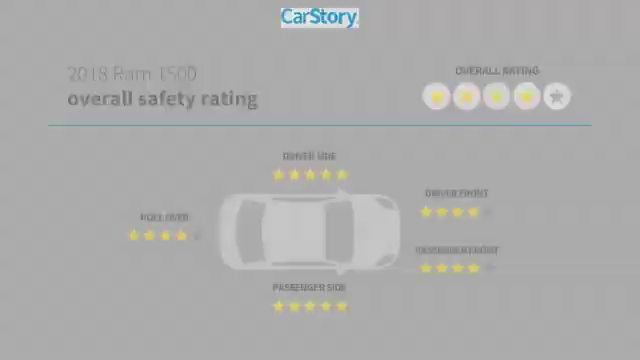 CarStory
2018 Ram 1500
overall safety rating
OVERALL RATING
DRIVER SIDE
DRIVER FRONT
ROLLOVER
PASSENGER FRONT
PASSENGER SIDE